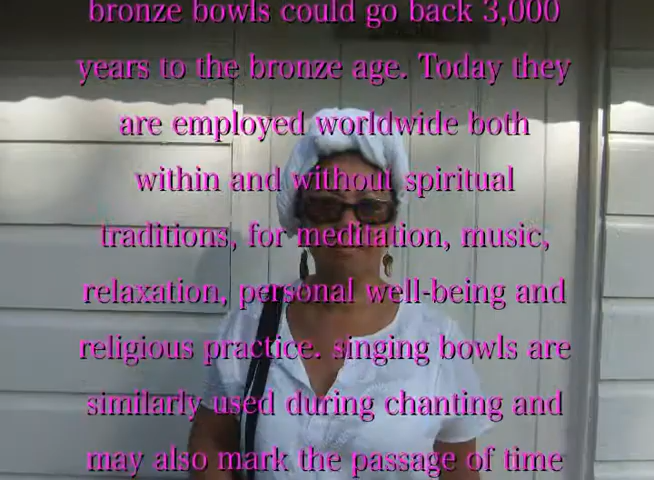 bronze bowls could go back 3,000
years to the bronze age. Today they
are employed worldwide both
within and without spiritual
traditions, for meditation, music,
relaxation, personal well-being and
religious practice. singing bowls are
similarly used during chanting and
may also mark the passage of time